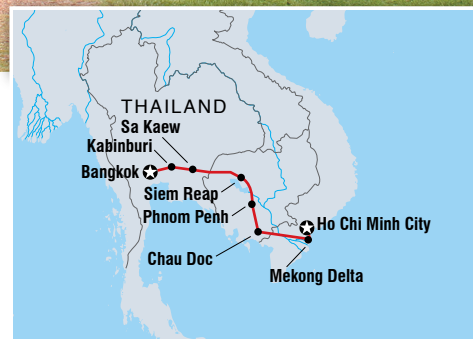 THAILAND
Sa Kaew
Kabinburi
Bangkok
Siem Reap
Phnom Penh
Ho Chi Minh City
Chau Doc
Mekong Delta